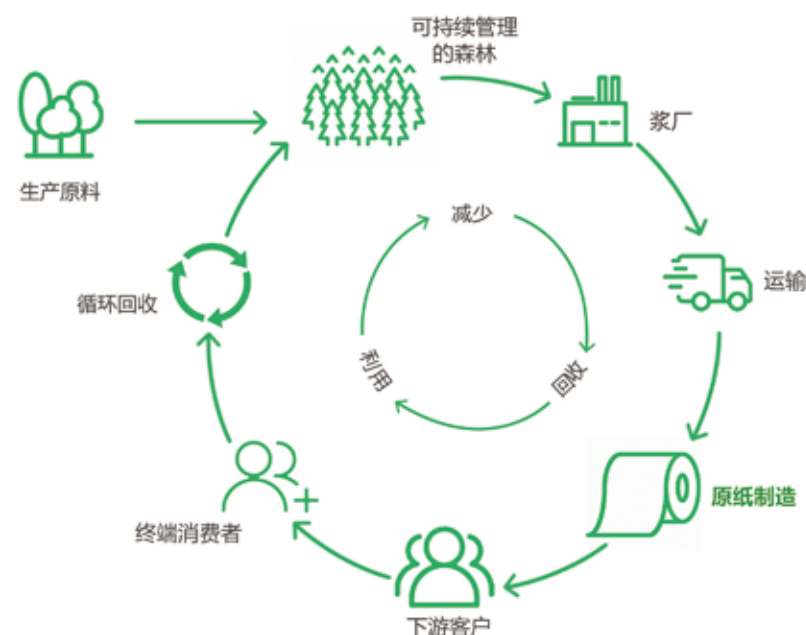 可持续管理
的森林
浆厂
生产原料
减少
运输
循环回收
利用
回收
原纸制造
终端消费者
下游客户